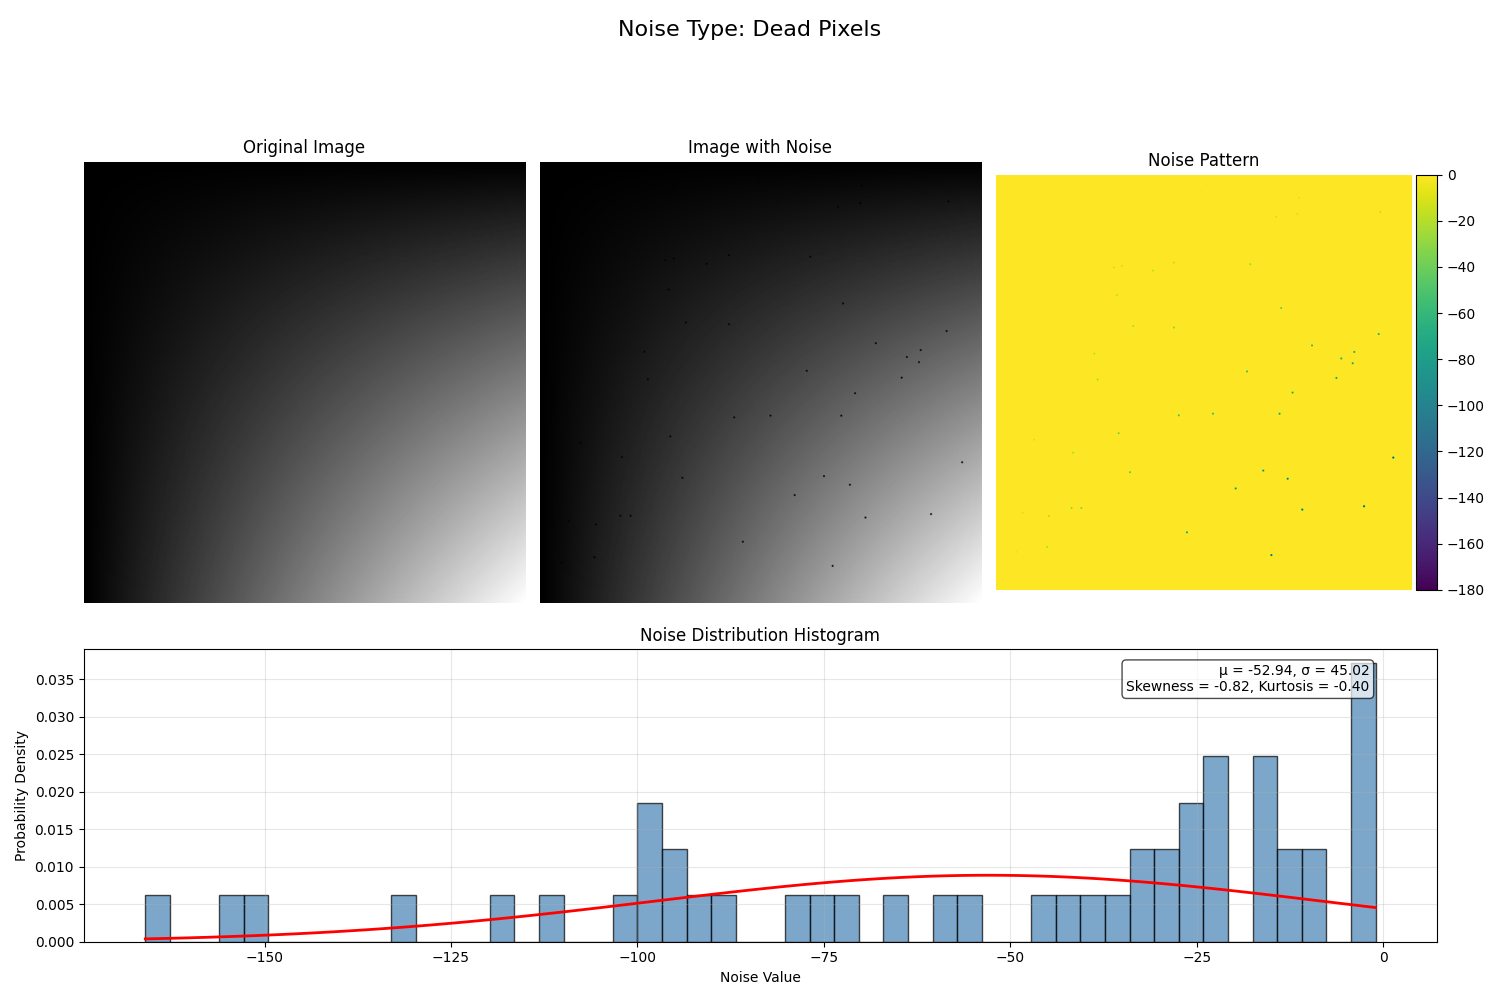 Noise Type: Dead Pixels
Original Image
Image with Noise
Noise Pattern
0
−20
−40
−60
−80
−100
−120
−140
−160
−180
Noise Distribution Histogram
μ = -52.94, σ = 45.02
Skewness = -0.82, Kurtosis = -0.40
Probability Density
0.035
0.030
0.025
0.020
0.015
0.010
0.005
0.000
−150 −125 −100 −75 −50 −25 0
Noise Value